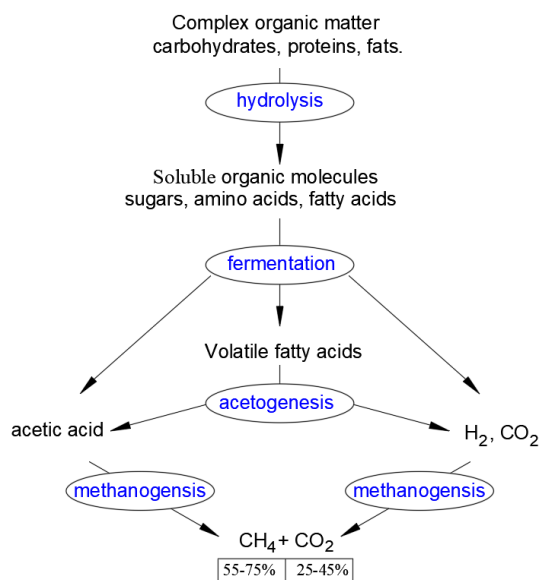 Complex organic matter
carbohydrates, proteins, fats.
hydrolysis
Soluble organic molecules
sugars, amino acids, fatty acids
fermentation
Volatile fatty acids
acetogenesis
acetic acid
H₂, CO₂
methanogensis
methanogensis
CH₄ + CO₂
55-75% 25-45%